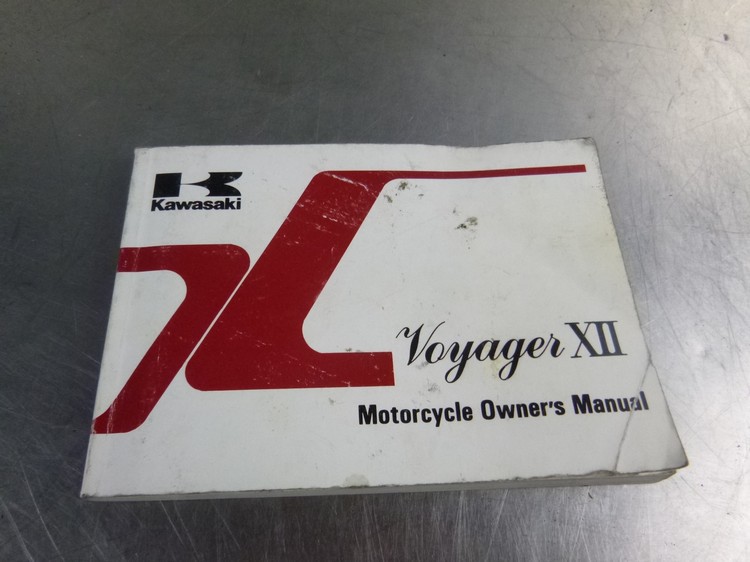 Kawasaki
Voyager XII
Motorcycle Owner's Manual